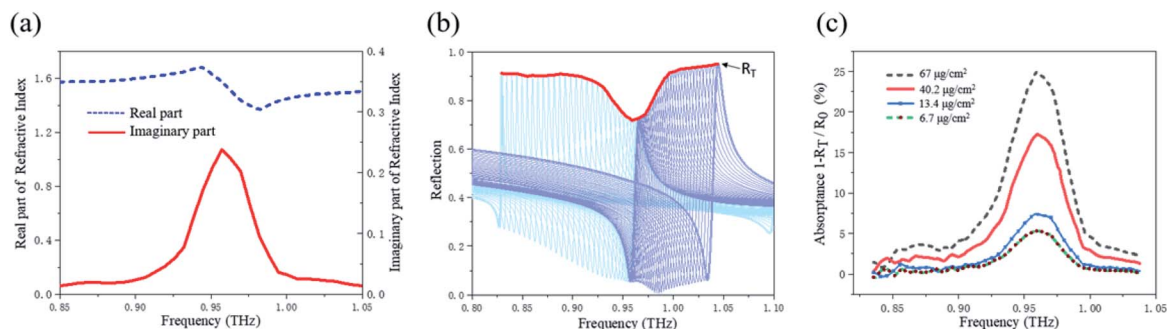 (a)
Real part of Refractive Index
1.6
1.2
0.8
0.4
0.0
Real part
Imaginary part
0.4
0.3
0.2
0.1
0.0
Imaginary part of Refractive Index
0.85 0.90 0.95 1.00 1.05
Frequency (THz)
(b)
Reflection
1.0
0.8
0.6
0.4
0.2
0.0
R_T
0.80 0.85 0.90 0.95 1.00 1.05 1.10
Frequency (THz)
(c)
Absorptance 1-R_T / R_0 (%)
25
20
15
10
5
0
67 μg/cm²
40.2 μg/cm²
13.4 μg/cm²
6.7 μg/cm²
0.85 0.90 0.95 1.00 1.05
Frequency (THz)